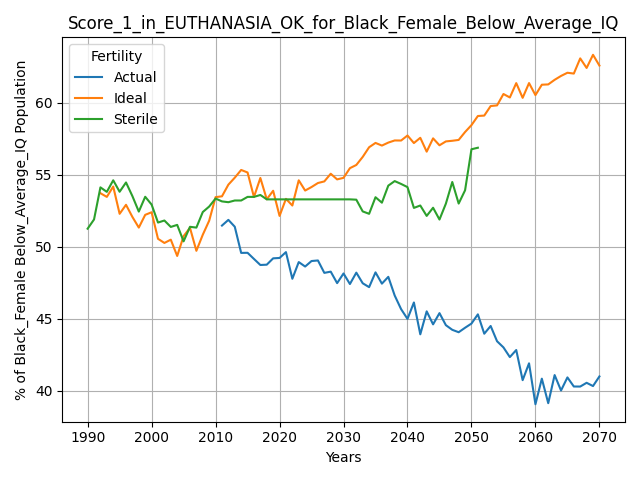 Score_1_in_EUTHANASIA_OK_for_Black_Female_Below_Average_IQ
Fertility
Actual
Ideal
Sterile
% of Black_Female Below_Average_IQ Population
60
55
50
45
40
1990 2000 2010 2020 2030 2040 2050 2060 2070
Years